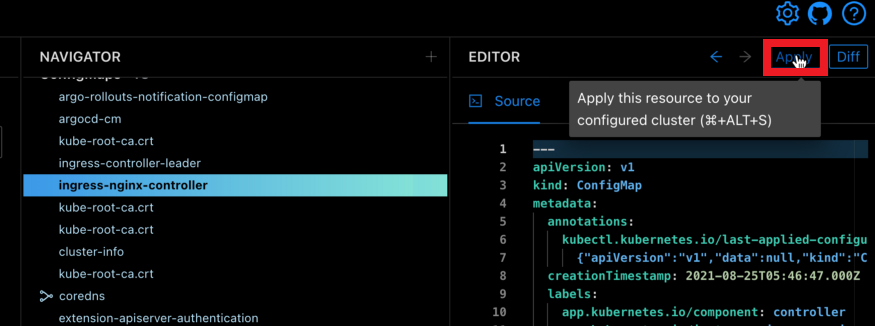 NAVIGATOR
EDITOR
Apply
Diff
argo-rollouts-notification-configmap
argocd-cm
kube-root-ca.crt
ingress-controller-leader
ingress-nginx-controller
kube-root-ca.crt
kube-root-ca.crt
cluster-info
kube-root-ca.crt
coredns
extension-apiserver-authentication
Source
Apply this resource to your
configured cluster (⌘+ALT+S)
1 ---
2 apiVersion: v1
3 kind: ConfigMap
4 metadata:
5 annotations:
6 kubectl.kubernetes.io/last-applied-configu
7 {"apiVersion":"v1","data":null,"kind":"C
8 creationTimestamp: 2021-08-25T05:46:47.000Z
9 labels:
10 app.kubernetes.io/component: controller